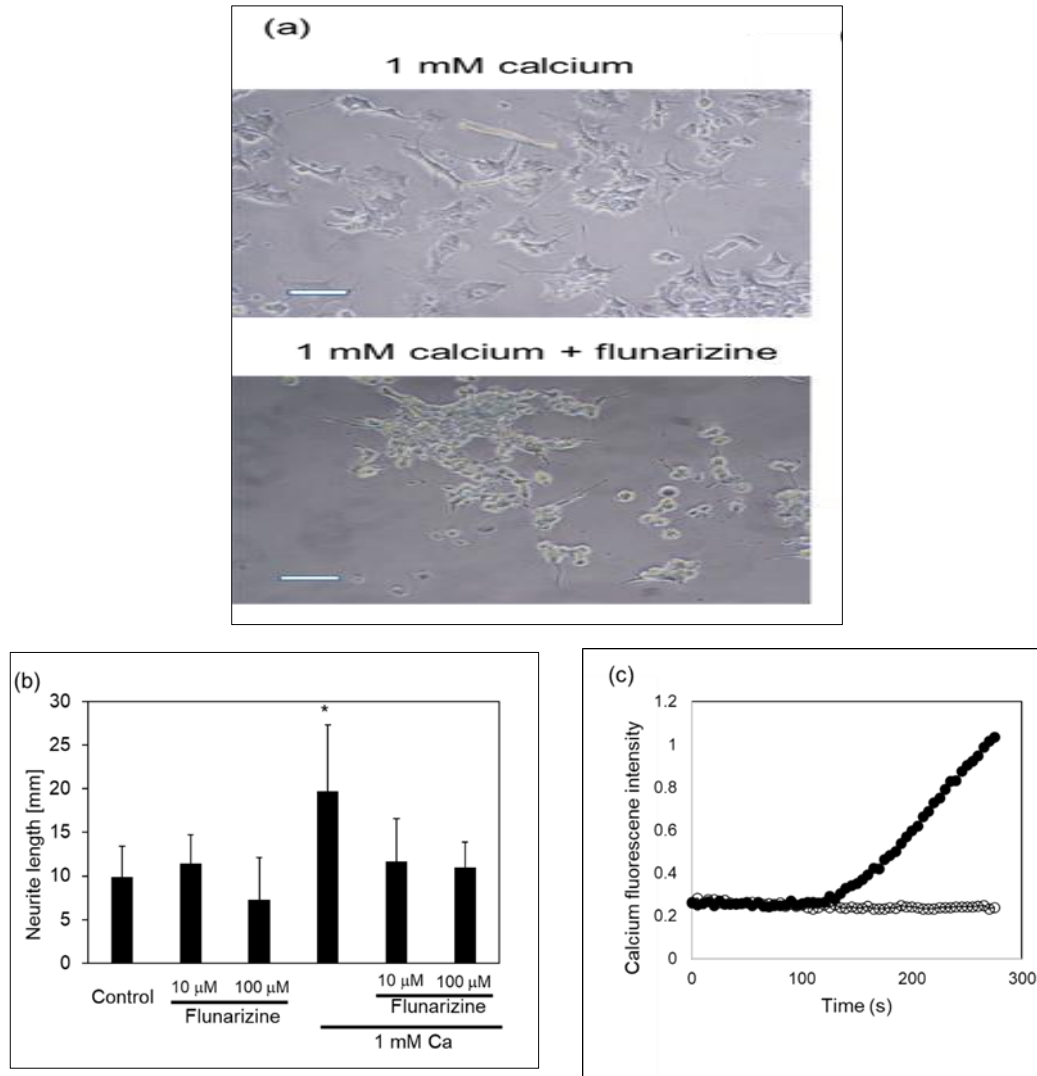 (a)
1 mM calcium
1 mM calcium + flunarizine
(b)
Neurite length [mm]
30
25
20
15
10
5
0
*
Control
10 μM
100 μM
Flunarizine
10 μM
100 μM
Flunarizine
1 mM Ca
(c)
Calcium fluorescene intensity
1.2
1
0.8
0.6
0.4
0.2
0
0
100
200
300
Time (s)